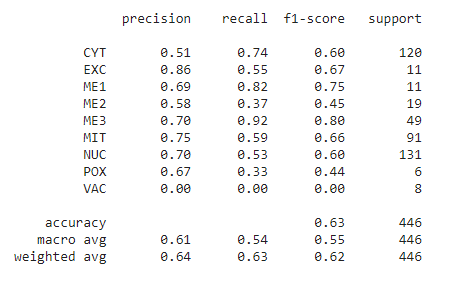 precision recall f1-score support
CYT 0.51 0.74 0.60 120
EXC 0.86 0.55 0.67 11
ME1 0.69 0.82 0.75 11
ME2 0.58 0.37 0.45 19
ME3 0.70 0.92 0.80 49
MIT 0.75 0.59 0.66 91
NUC 0.70 0.53 0.60 131
POX 0.67 0.33 0.44 6
VAC 0.00 0.00 0.00 8
accuracy 0.63 446
macro avg 0.61 0.54 0.55 446
weighted avg 0.64 0.63 0.62 446